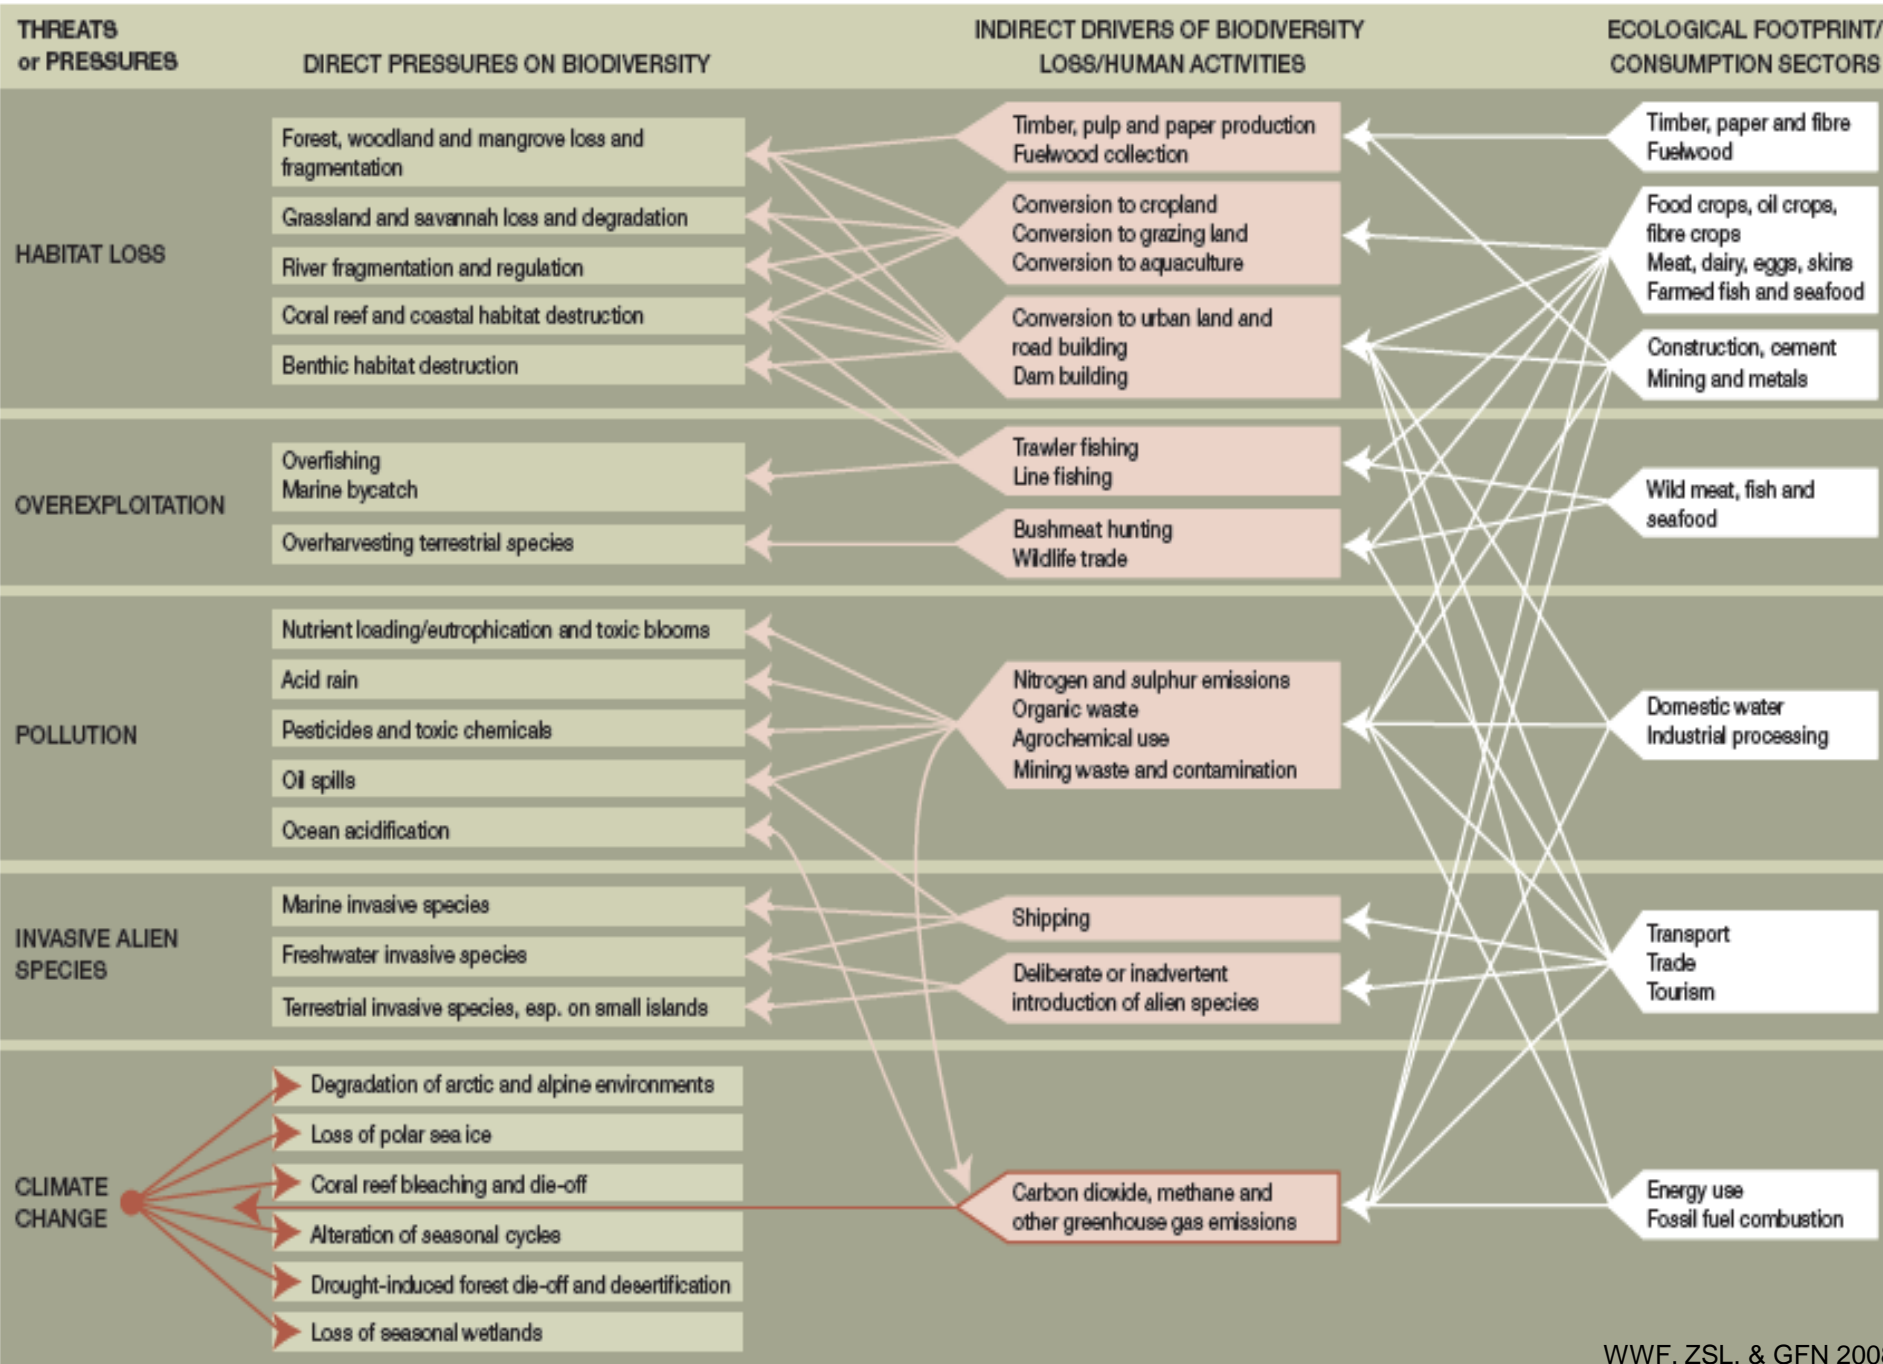 THREATS
or PRESSURES
DIRECT PRESSURES ON BIODIVERSITY
INDIRECT DRIVERS OF BIODIVERSITY
LOSS/HUMAN ACTIVITIES
ECOLOGICAL FOOTPRINT/
CONSUMPTION SECTORS
HABITAT LOSS
Forest, woodland and mangrove loss and
fragmentation
Grassland and savannah loss and degradation
River fragmentation and regulation
Coral reef and coastal habitat destruction
Benthic habitat destruction
Timber, pulp and paper production
Fuelwood collection
Conversion to cropland
Conversion to grazing land
Conversion to aquaculture
Conversion to urban land and
road building
Dam building
Timber, paper and fibre
Fuelwood
Food crops, oil crops,
fibre crops
Meat, dairy, eggs, skins
Farmed fish and seafood
Construction, cement
Mining and metals
OVEREXPLOITATION
Overfishing
Marine bycatch
Overharvesting terrestrial species
Trawler fishing
Line fishing
Bushmeat hunting
Wildlife trade
Wild meat, fish and
seafood
POLLUTION
Nutrient loading/eutrophication and toxic blooms
Acid rain
Pesticides and toxic chemicals
Oil spills
Ocean acidification
Nitrogen and sulphur emissions
Organic waste
Agrochemical use
Mining waste and contamination
Domestic water
Industrial processing
INVASIVE ALIEN
SPECIES
Marine invasive species
Freshwater invasive species
Terrestrial invasive species, esp. on small islands
Shipping
Deliberate or inadvertent
introduction of alien species
Transport
Trade
Tourism
CLIMATE
CHANGE
Degradation of arctic and alpine environments
Loss of polar sea ice
Coral reef bleaching and die-off
Alteration of seasonal cycles
Drought-induced forest die-off and desertification
Loss of seasonal wetlands
Carbon dioxide, methane and
other greenhouse gas emissions
Energy use
Fossil fuel combustion
WWF, ZSL, & GFN 2008